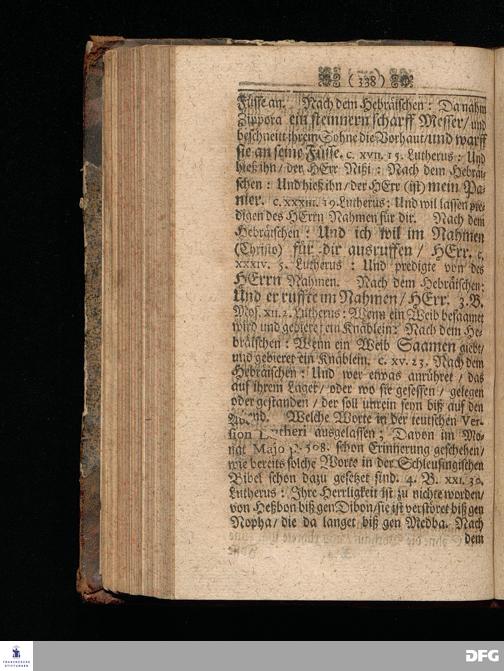 ( 338 )
Füsse an. Nach dem Hebräischen: Da nahm
Zippora ein steinnern scharff Messer/ und
beschneitt ihrem Sohne die Vorhaut/ und warff
sie an seine Füsse. c. XVII. 15. Lutherus: Und
hieß ihn/ der HErr Nißi: Nach dem Hebräi-
schen: Und hieß ihn/ der HErr (ist) mein Pa-
nier. c. XXXIII. 19. Lutherus: Und wil lassen pre-
digen des HErrn Nahmen für dir. Nach dem
Hebräischen: Und ich wil im Nahmen
(Christo) für dir ausruffen/ HErr. c.
XXXIV. 5. Lutherus: Und predigte von des
HErrn Nahmen. Nach dem Hebräischen:
Und er ruffte im Nahmen/ HErr. 3. B.
Mos. XII. 2. Lutherus: Wenn ein Weib besaamet
wird und gebieret ein Knäblein: Nach dem He-
bräischen: Wenn ein Weib Saamen giebt/
und gebieret ein Knäblein. c. XV. 23. Nach dem
Hebräischen: Und wer etwas anrühret/ das
auf ihrem Lager/ oder wo sie gesessen/ gelegen
oder gestanden/ der soll unrein seyn biß auf den
Welche Worte in der teutschen Ver-
sion Lutheri ausgelassen; Davon im Mo-
nat Majo p. 508. schon Erinnerung geschehen/
wie bereits solche Worte in der Schleusingischen
Bibel schon dazu gesetzet sind. 4. B. XXI. 30.
Lutherus: Ihre Herrligkeit ist zu nichte worden/
von Heßbon biß gen Dibon/ sie ist verstöret biß gen
Nopha/ die da langet biß gen Medba. Nach
dem
FRANCKESCHE
STIFTUNGEN
DFG